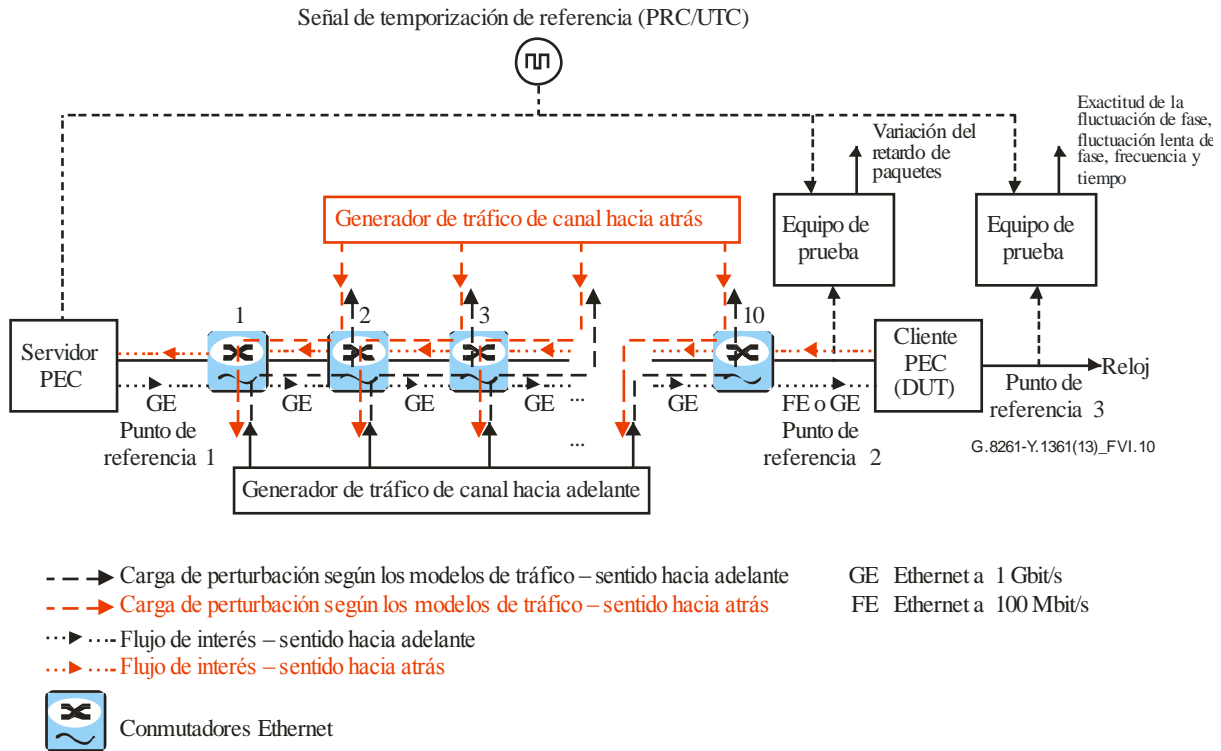 Señal de temporización de referencia (PRC/UTC)
Exactitud de la
fluctuación de fase,
fluctuación lenta de
fase, frecuencia y
tiempo
Variación del
retardo de
paquetes
Generador de tráfico de canal hacia atrás
Equipo de
prueba
Equipo de
prueba
1
2
3
10
Servidor
PEC
Cliente
PEC
(DUT)
Reloj
GE
GE
GE
GE
...
GE
FE o GE
Punto de
referencia 1
...
Punto de
referencia 2
Punto de
referencia 3
G.8261-Y.1361(13)_FVI.10
Generador de tráfico de canal hacia adelante
Carga de perturbación según los modelos de tráfico – sentido hacia adelante
GE Ethernet a 1 Gbit/s
Carga de perturbación según los modelos de tráfico – sentido hacia atrás
FE Ethernet a 100 Mbit/s
Flujo de interés – sentido hacia adelante
Flujo de interés – sentido hacia atrás
Conmutadores Ethernet